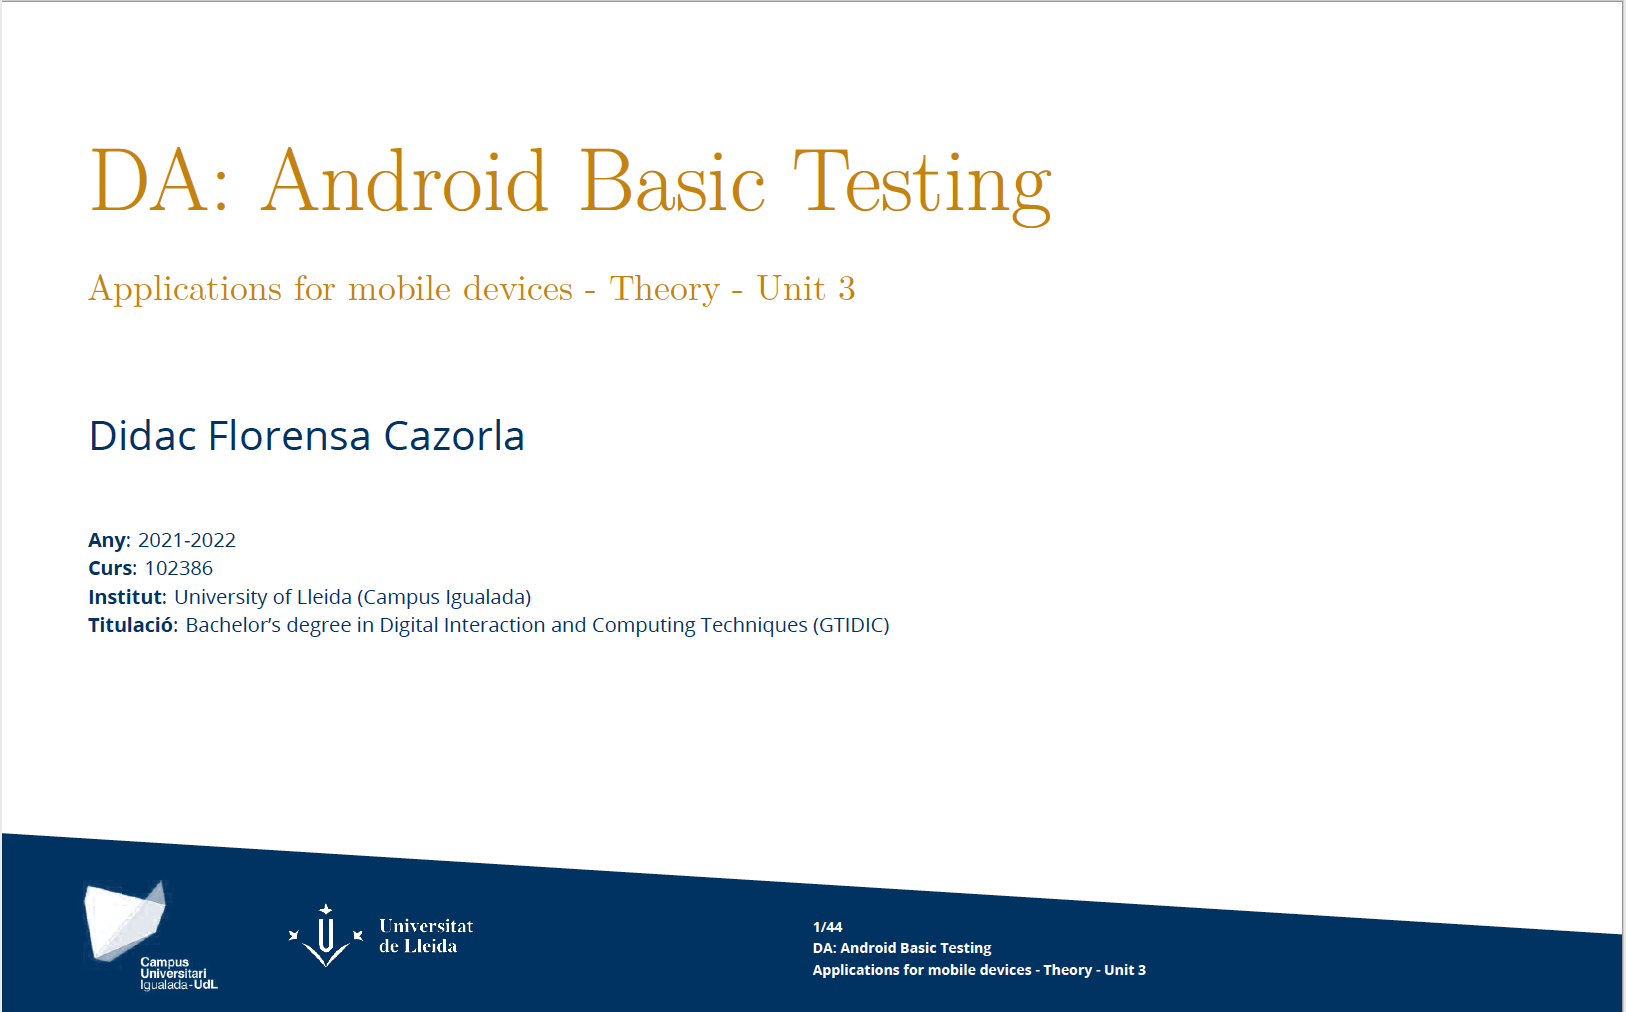 DA: Android Basic Testing
Applications for mobile devices - Theory - Unit 3
Didac Florensa Cazorla
Any: 2021-2022
Curs: 102386
Institut: University of Lleida (Campus Igualada)
Titulació: Bachelor’s degree in Digital Interaction and Computing Techniques (GTIDIC)
Campus
Universitari
Igualada-UdL
Universitat
de Lleida
1/44
DA: Android Basic Testing
Applications for mobile devices - Theory - Unit 3